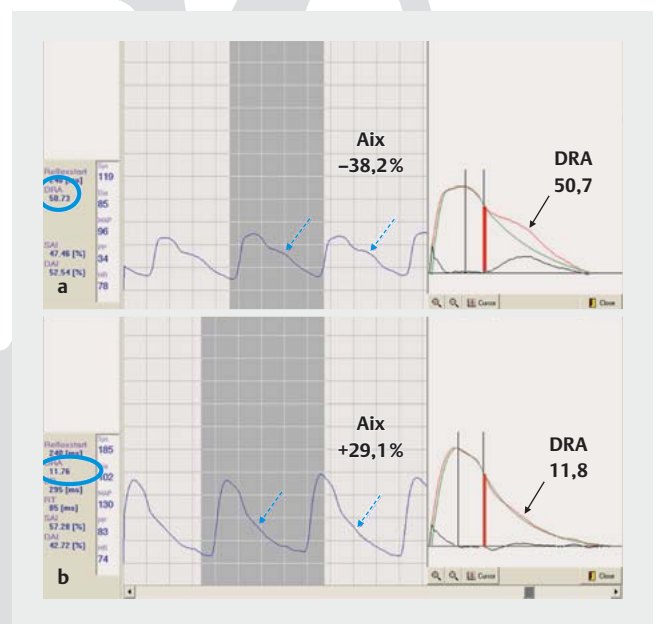 Reflexstart
DRA
50.73
SAI
47.46 [%]
DAI
52.54 [%]
a
Sys
119
85
MAP
96
PP
34
HR
78
Aix
–38,2%
DRA
50,7
Cursor
Close
Reflexstart
240 [ms]
DRA
11.76
295 [ms]
RT
85 [ms]
SAI
57.28 [%]
DAI
42.72 [%]
b
Sys
185
102
MAP
130
PP
83
HR
74
Aix
+29,1%
DRA
11,8
Cursor
Close